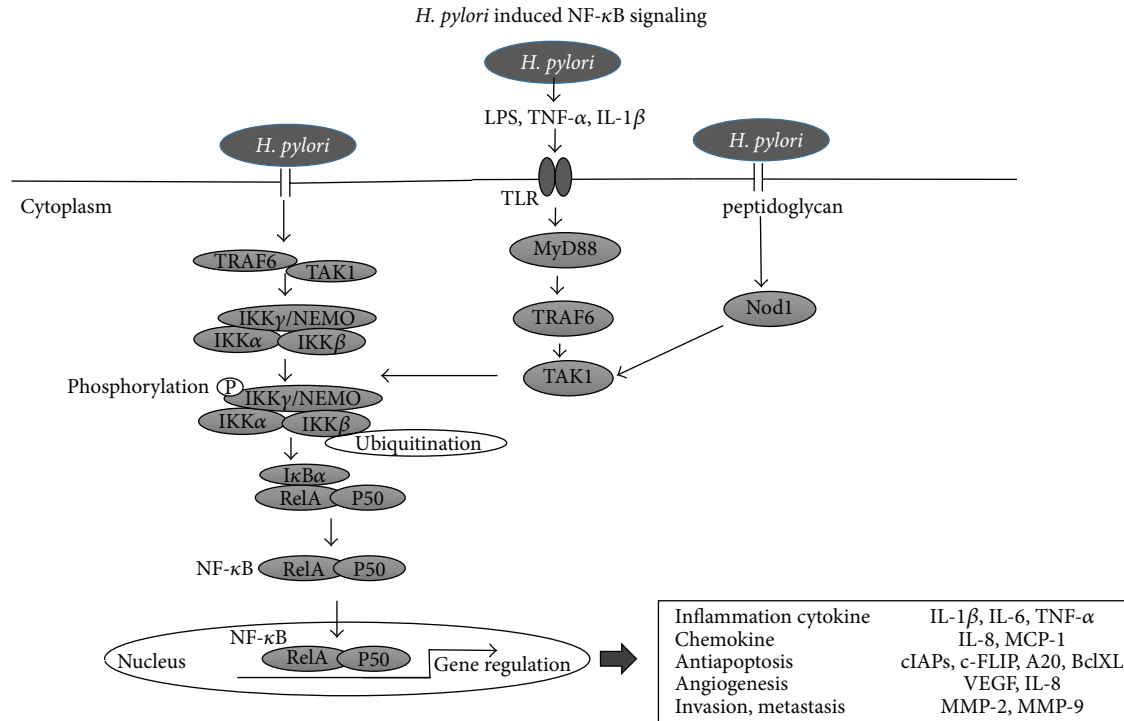 H. pylori induced NF-κB signaling
H. pylori
LPS, TNF-α, IL-1β
H. pylori
H. pylori
Cytoplasm
TLR
peptidoglycan
MyD88
TRAF6
TAK1
Nod1
IKKγ/NEMO
TRAF6
IKKα
IKKβ
TAK1
Phosphorylation
P
IKKγ/NEMO
IKKα
IKKβ
Ubiquitination
IκBα
RelA
P50
NF-κB
RelA
P50
NF-κB
Nucleus
RelA
P50
Gene regulation
Inflammation cytokine IL-1β, IL-6, TNF-α
Chemokine IL-8, MCP-1
Antiapoptosis cIAPs, c-FLIP, A20, BclXL
Angiogenesis VEGF, IL-8
Invasion, metastasis MMP-2, MMP-9